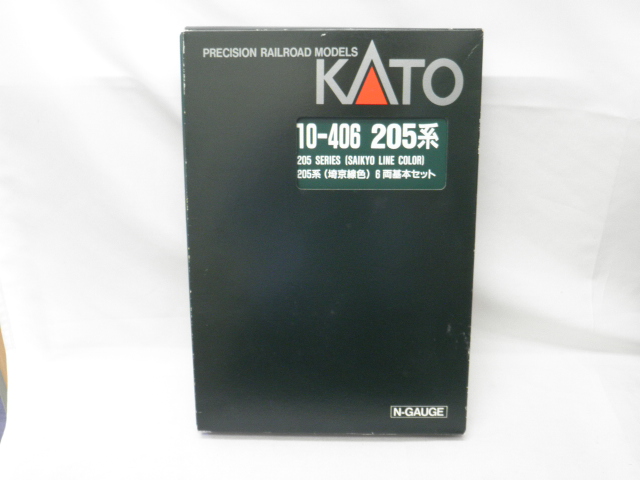 PRECISION RAILROAD MODELS
KATO
10-406 205系
205 SERIES (SAIKYO LINE COLOR)
205系(埼京線色) 6両基本セット
N-GAUGE